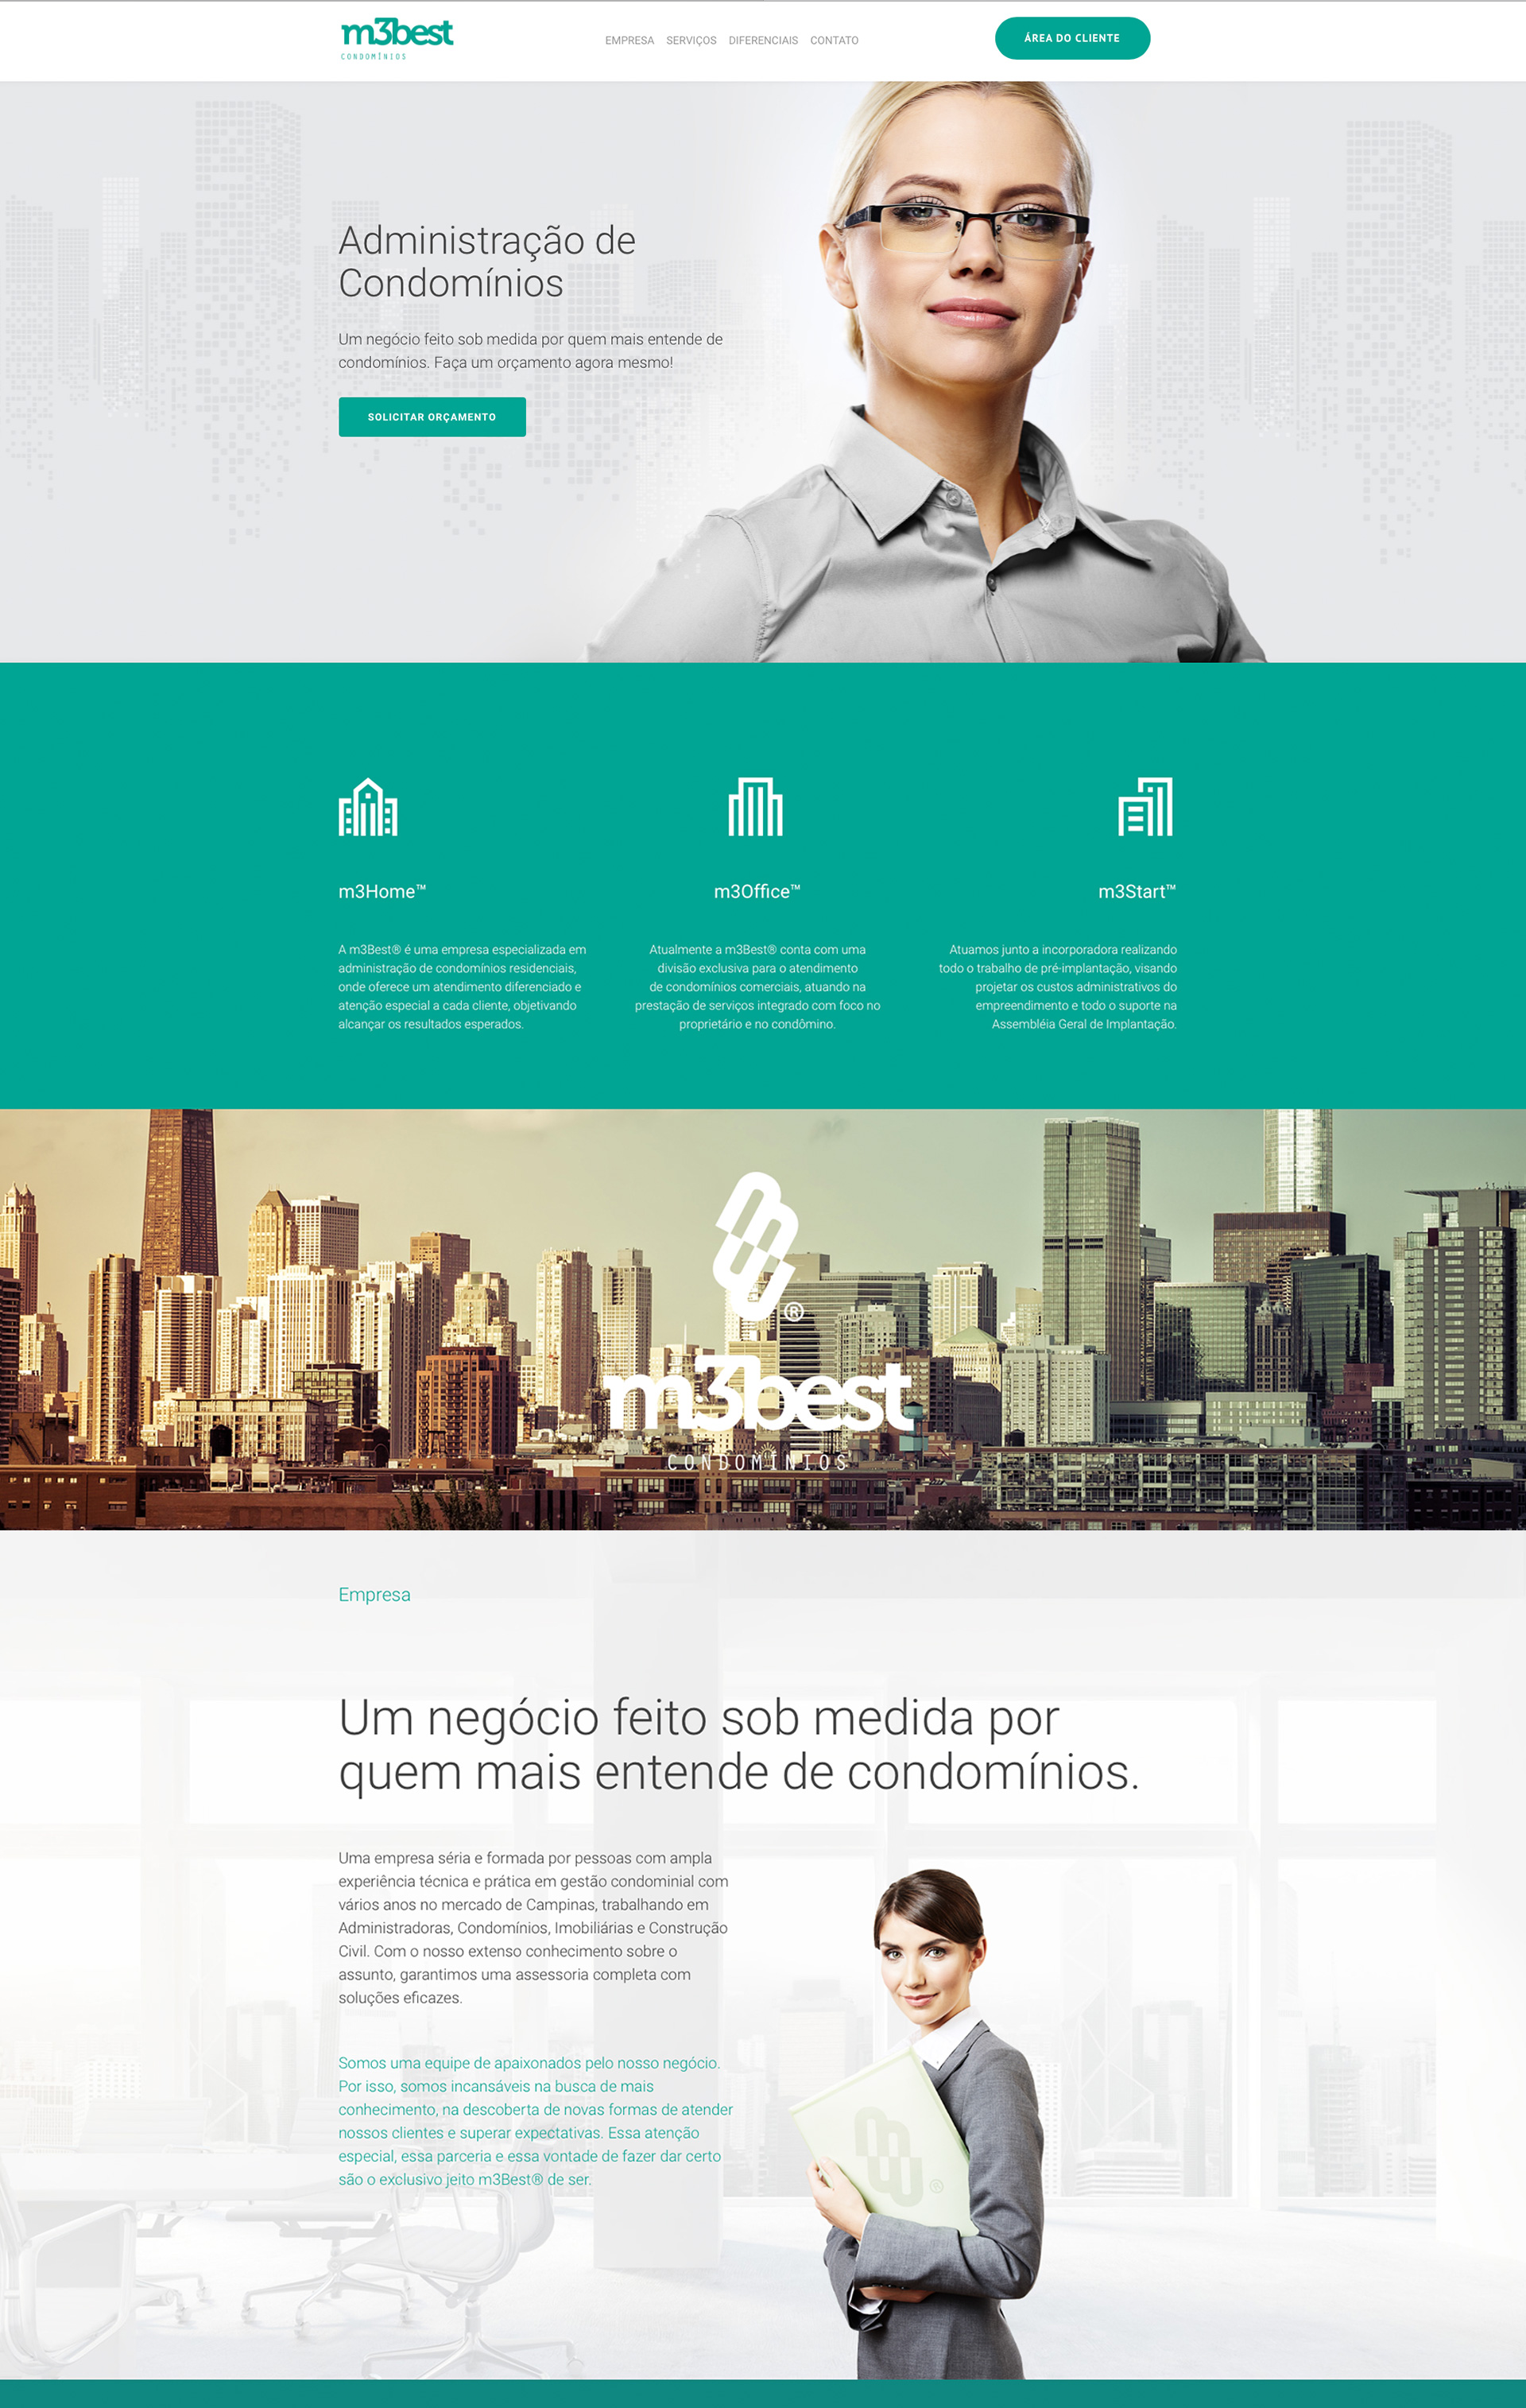 m3best
CONDOMÍNIOS
EMPRESA SERVIÇOS DIFERENCIAIS CONTATO
ÁREA DO CLIENTE
Administração de
Condomínios
Um negócio feito sob medida por quem mais entende de
condomínios. Faça um orçamento agora mesmo!
SOLICITAR ORÇAMENTO
m3Home™
A m3Best® é uma empresa especializada em
administração de condomínios residenciais,
onde oferece um atendimento diferenciado e
atenção especial a cada cliente, objetivando
alcançar os resultados esperados.
m3Office™
Atualmente a m3Best® conta com uma
divisão exclusiva para o atendimento
de condomínios comerciais, atuando na
prestação de serviços integrado com foco no
proprietário e no condômino.
m3Start™
Atuamos junto a incorporadora realizando
todo o trabalho de pré-implantação, visando
projetar os custos administrativos do
empreendimento e todo o suporte na
Assembléia Geral de Implantação.
®
m3best
CONDOMÍNIOS
Empresa
Um negócio feito sob medida por
quem mais entende de condomínios.
Uma empresa séria e formada por pessoas com ampla
experiência técnica e prática em gestão condominial com
vários anos no mercado de Campinas, trabalhando em
Administradoras, Condomínios, Imobiliárias e Construção
Civil. Com o nosso extenso conhecimento sobre o
assunto, garantimos uma assessoria completa com
soluções eficazes.
Somos uma equipe de apaixonados pelo nosso negócio.
Por isso, somos incansáveis na busca de mais
conhecimento, na descoberta de novas formas de atender
nossos clientes e superar expectativas. Essa atenção
especial, essa parceria e essa vontade de fazer dar certo
são o exclusivo jeito m3Best® de ser.
®